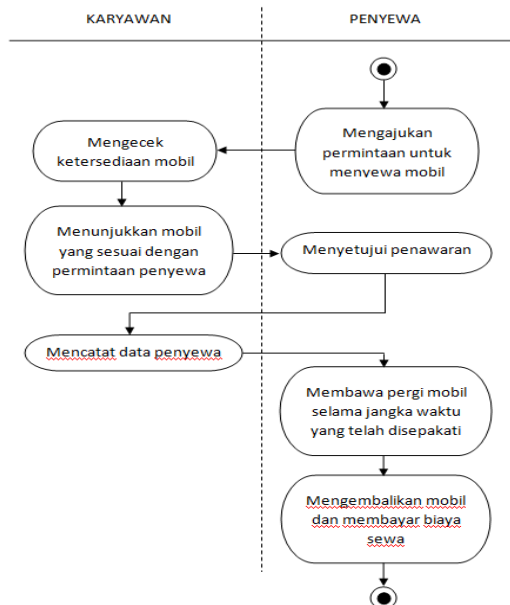 KARYAWAN
PENYEWA
Mengajukan
permintaan untuk
menyewa mobil
Mengecek
ketersediaan mobil
Menunjukkan mobil
yang sesuai dengan
permintaan penyewa
Menyetujui penawaran
Mencatat data penyewa
Membawa pergi mobil
selama jangka waktu
yang telah disepakati
Mengembalikan mobil
dan membayar biaya
sewa